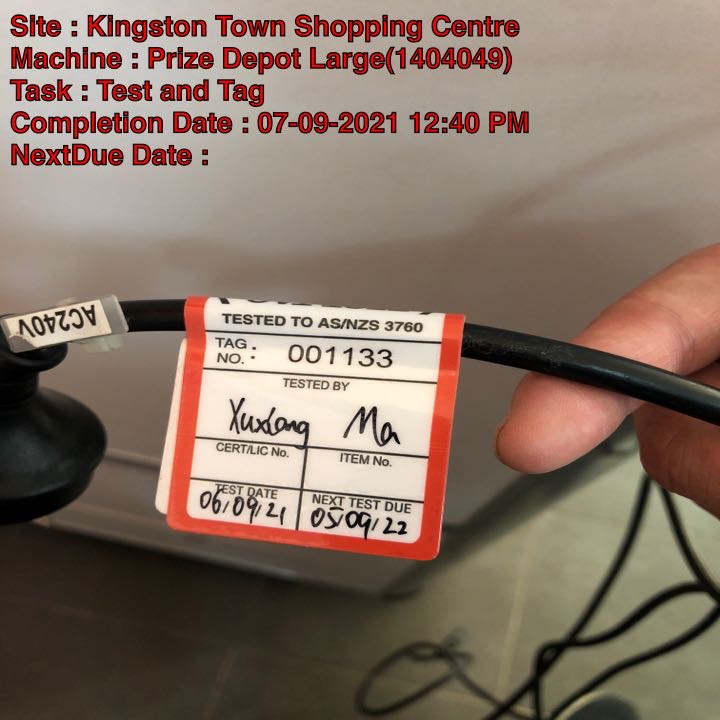 Site : Kingston Town Shopping Centre
Machine : Prize Depot Large(1404049)
Task : Test and Tag
Completion Date : 07-09-2021 12:40 PM
NextDue Date :
AC240V
TESTED TO AS/NZS 3760
TAG NO. : 001133
TESTED BY
Ma
CERT/LIC No.
ITEM No.
TEST DATE
NEXT TEST DUE
06/09/21
05/09/22